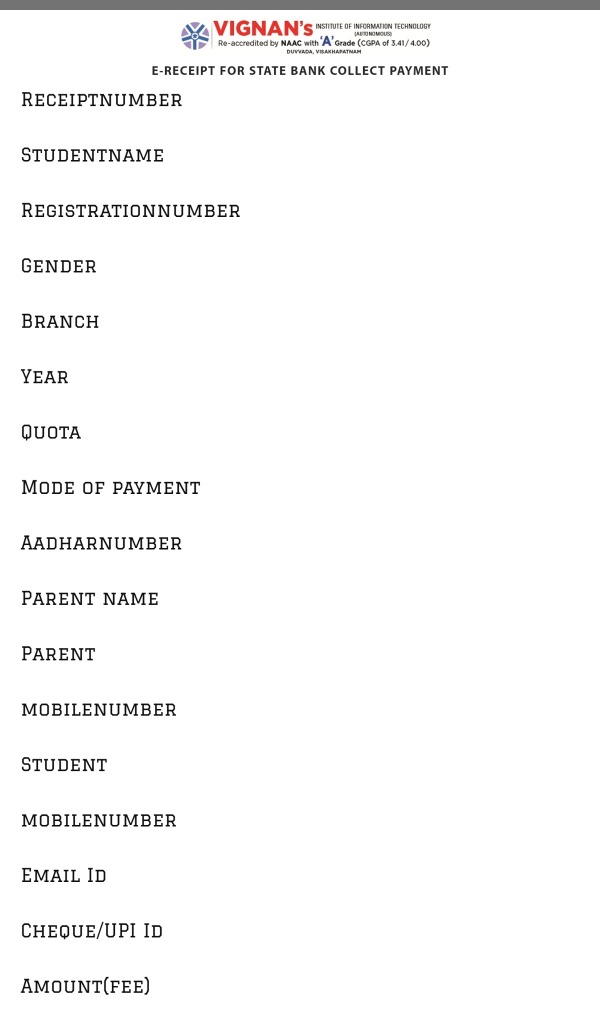 VIGNAN's INSTITUTE OF INFORMATION TECHNOLOGY
(AUTONOMOUS)
Re-accredited by NAAC with 'A' Grade (CGPA of 3.41/4.00)
DUVVADA, VISAKHAPATNAM
E-RECEIPT FOR STATE BANK COLLECT PAYMENT
RECEIPTNUMBER
STUDENTNAME
REGISTRATIONNUMBER
GENDER
BRANCH
YEAR
QUOTA
MODE OF PAYMENT
AADHARNUMBER
PARENT NAME
PARENT
MOBILENUMBER
STUDENT
MOBILENUMBER
EMAIL ID
CHEQUE/UPI ID
AMOUNT(FEE)